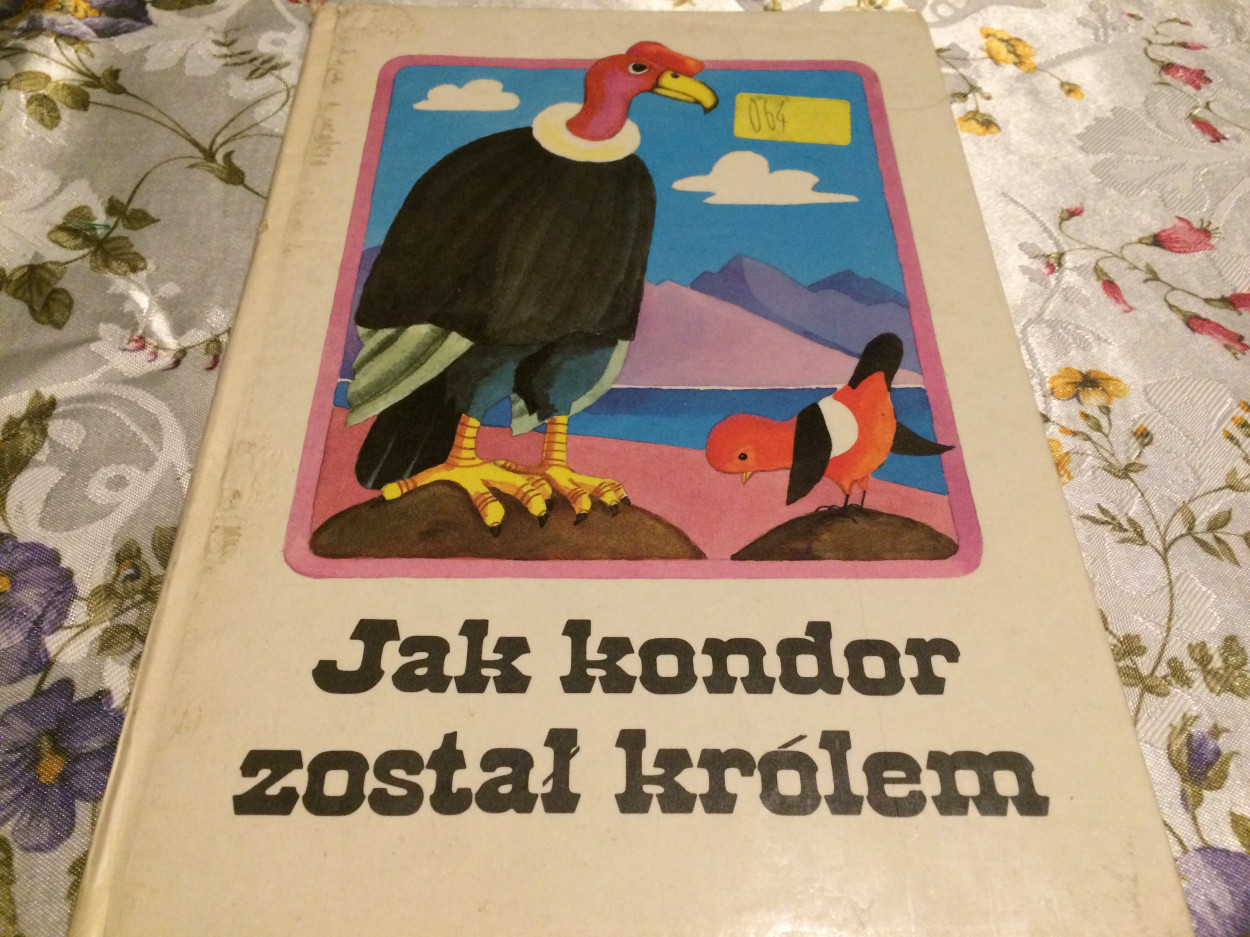 064
Jak kondor
został królem